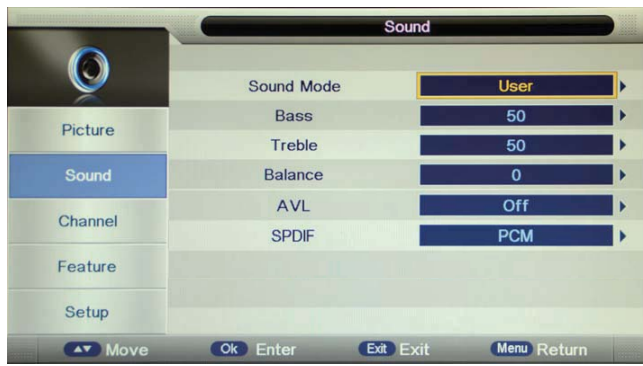 Sound
Sound Mode User
Bass 50
Picture
Treble 50
Sound
Balance 0
AVL Off
Channel
SPDIF PCM
Feature
Setup
Move Ok Enter Exit Exit Menu Return